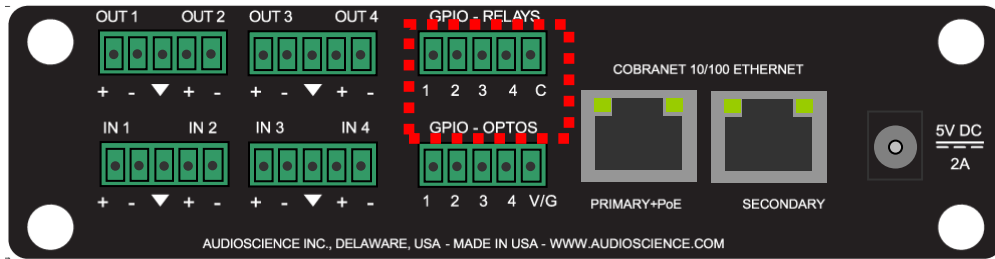 OUT 1 OUT 2 OUT 3 OUT 4 GPIO - RELAYS
COBRANET 10/100 ETHERNET
+ - + - + - + - 1 2 3 4 C
IN 1 IN 2 IN 3 IN 4 GPIO - OPTOS
5V DC
2A
+ - + - + - + - 1 2 3 4 V/G
PRIMARY+PoE SECONDARY
AUDIOSCIENCE INC., DELAWARE, USA - MADE IN USA - WWW.AUDIOSCIENCE.COM